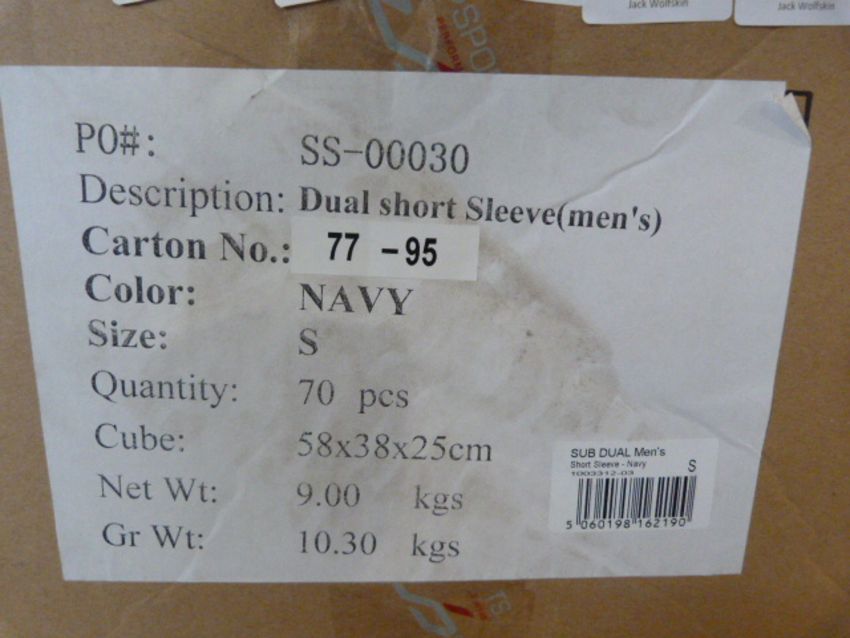 Jack Wolfskin
Jack Wolfskin
PO#: SS-00030
Description: Dual short Sleeve(men's)
Carton No.: 77 -95
Color: NAVY
Size: S
Quantity: 70 pcs
Cube: 58x38x25cm
Net Wt: 9.00 kgs
Gr Wt: 10.30 kgs
SUB DUAL Men's
Short Sleeve - Navy S
1003312-03
5 060198 162190